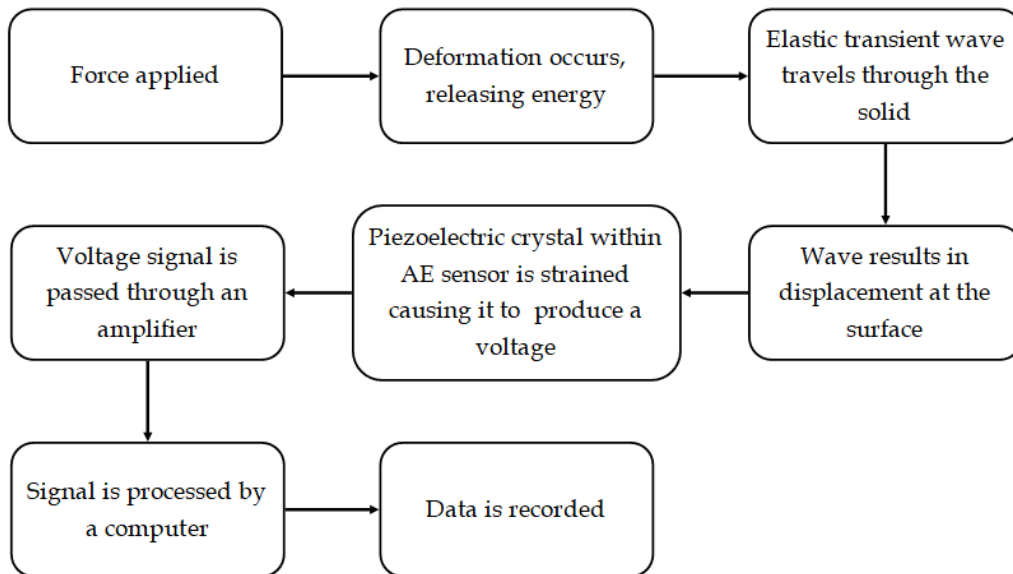 Force applied
Deformation occurs,
releasing energy
Elastic transient wave
travels through the
solid
Wave results in
displacement at the
surface
Piezoelectric crystal within
AE sensor is strained
causing it to produce a
voltage
Voltage signal is
passed through an
amplifier
Signal is processed by
a computer
Data is recorded